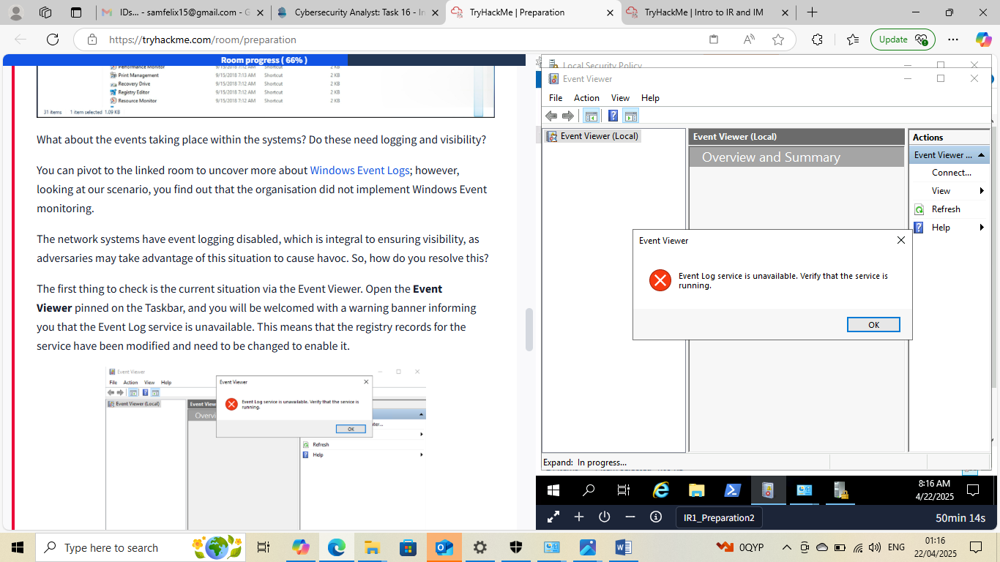 IDs... - samfelix15@gmail.com - G
Cybersecurity Analyst: Task 16 - In
TryHackMe | Preparation
TryHackMe | Intro to IR and IM
https://tryhackme.com/room/preparation
Update
Room progress ( 66% )
Performance Monitor 9/15/2018 7:12 AM Shortcut 2 KB
Print Management 9/15/2018 7:13 AM Shortcut 2 KB
Recovery Drive 9/15/2018 7:12 AM Shortcut 2 KB
Registry Editor 9/15/2018 7:12 AM Shortcut 2 KB
Resource Monitor 9/15/2018 7:12 AM Shortcut 2 KB
31 items 1 item selected 1.09 KB
What about the events taking place within the systems? Do these need logging and visibility?
You can pivot to the linked room to uncover more about Windows Event Logs; however,
looking at our scenario, you find out that the organisation did not implement Windows Event
monitoring.
The network systems have event logging disabled, which is integral to ensuring visibility, as
adversaries may take advantage of this situation to cause havoc. So, how do you resolve this?
The first thing to check is the current situation via the Event Viewer. Open the Event
Viewer pinned on the Taskbar, and you will be welcomed with a warning banner informing
you that the Event Log service is unavailable. This means that the registry records for the
service have been modified and need to be changed to enable it.
Event Viewer
File Action View Help
Event Viewer (Local)
Event View
Overvi
Event Viewer
Event Log service is unavailable. Verify that the service is
running.
OK
ter...
Refresh
Help
Local Security Policy
Event Viewer
File Action View Help
Event Viewer (Local)
Event Viewer (Local)
Overview and Summary
Actions
Event Viewer ...
Connect...
View
Refresh
Help
Event Viewer
Event Log service is unavailable. Verify that the service is
running.
OK
Expand: In progress...
8:16 AM
4/22/2025
IR1_Preparation2
50min 14s
Type here to search
0QYP
ENG
01:16
22/04/2025